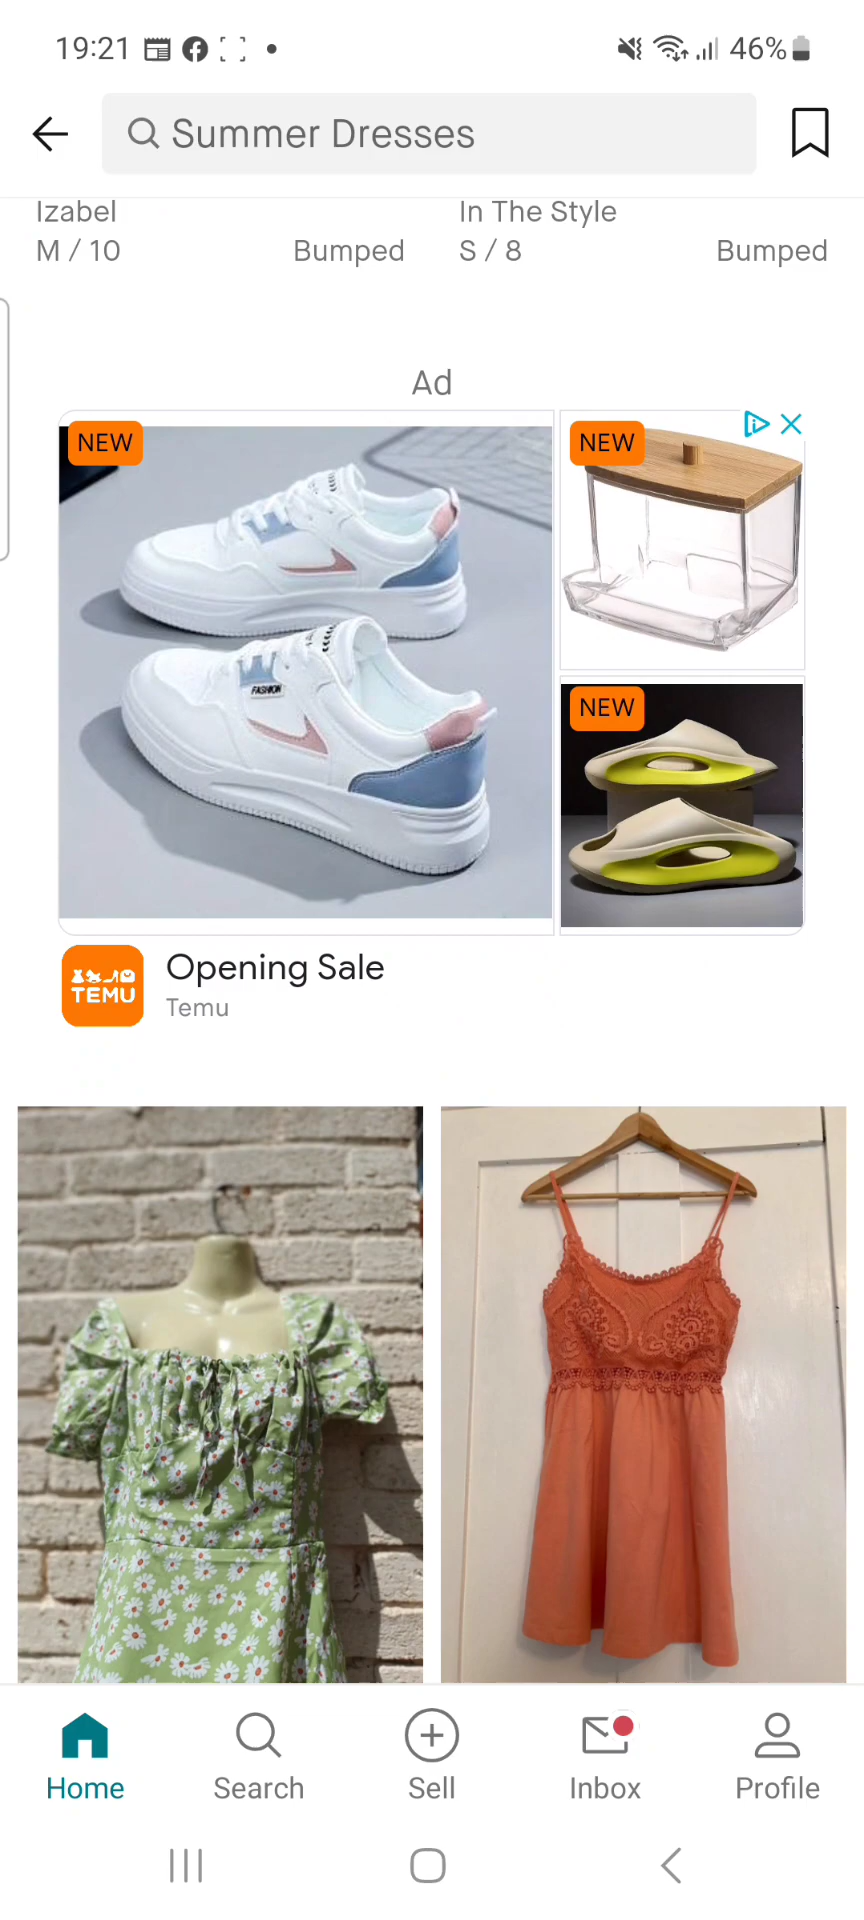 19:21
46%
Summer Dresses
Izabel
In The Style
M / 10
Bumped
S / 8
Bumped
Ad
NEW
NEW
FASHION
NEW
TEMU
Opening Sale
Temu
Home
Search
Sell
Inbox
Profile